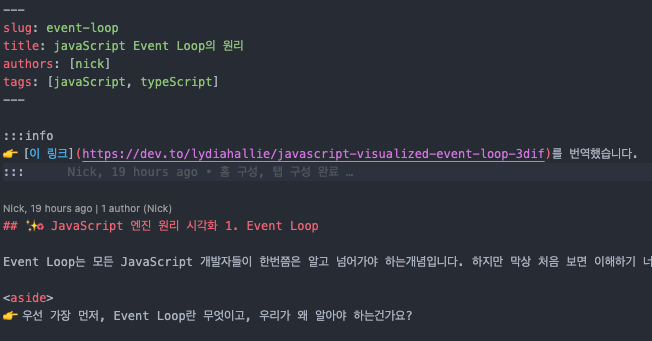 ---
slug: event-loop
title: javaScript Event Loop의 원리
authors: [nick]
tags: [javaScript, typeScript]
---
:::info
👉 [이 링크](https://dev.to/lydiahallie/javascript-visualized-event-loop-3dif)를 번역했습니다.
::: Nick, 19 hours ago • 홈 구성, 탭 구성 완료 …
Nick, 19 hours ago | 1 author (Nick)
## ✨♻️ JavaScript 엔진 원리 시각화 1. Event Loop
Event Loop는 모든 JavaScript 개발자들이 한번쯤은 알고 넘어가야 하는개념입니다. 하지만 막상 처음 보면 이해하기 너
<aside>
👉 우선 가장 먼저, Event Loop란 무엇이고, 우리가 왜 알아야 하는건가요?